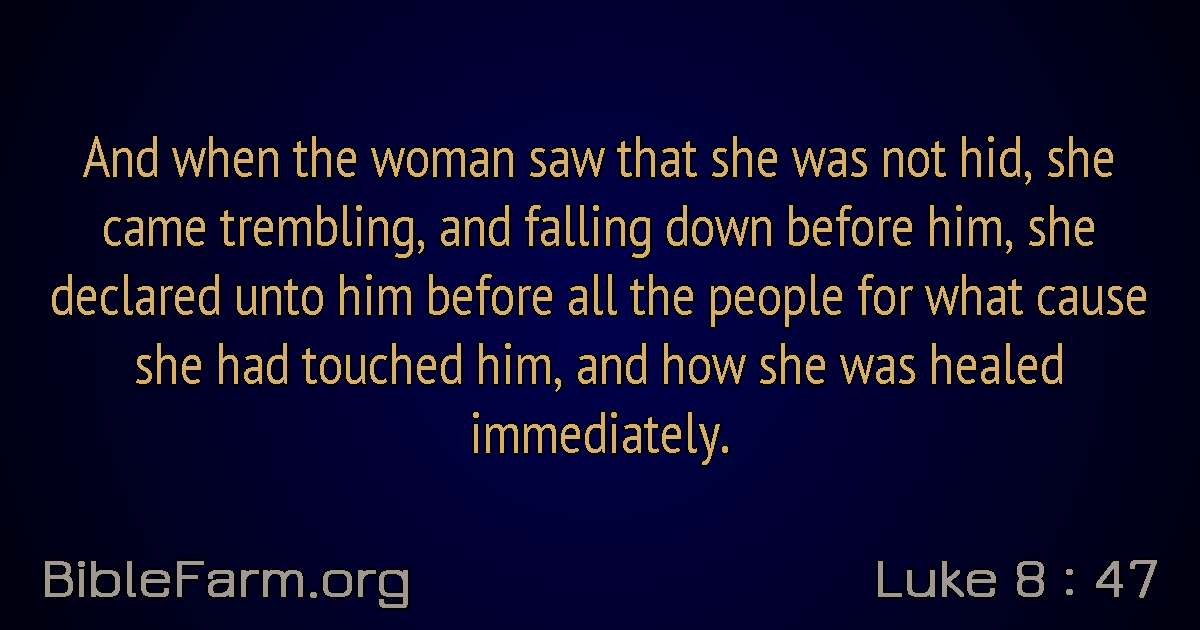 And when the woman saw that she was not hid, she
came trembling, and falling down before him, she
declared unto him before all the people for what cause
she had touched him, and how she was healed
immediately.
BibleFarm.org
Luke 8 : 47